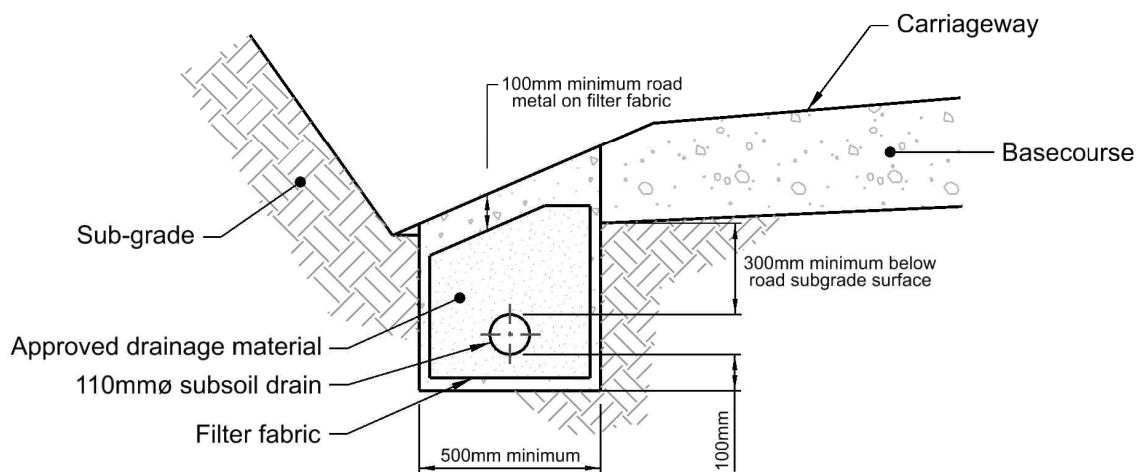 Carriageway
100mm minimum road
metal on filter fabric
Basecourse
Sub-grade
300mm minimum below
road subgrade surface
Approved drainage material
110mmø subsoil drain
Filter fabric
500mm minimum
100mm